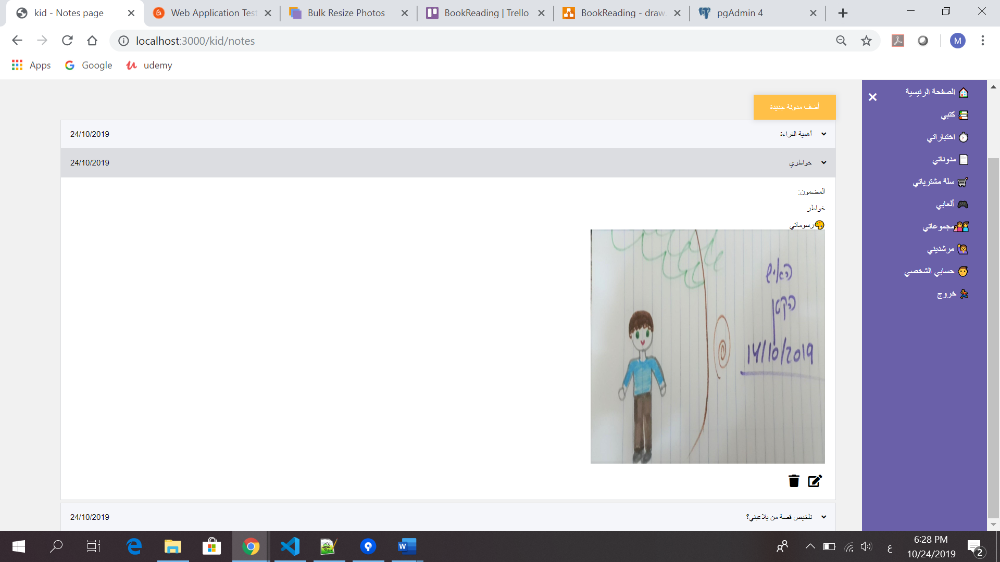 kid - Notes page
Web Application Test
Bulk Resize Photos
BookReading | Trello
BookReading - draw.
pgAdmin 4
localhost:3000/kid/notes
M
Apps
Google
udemy
الصفحة الرئيسية
كتبي
اختباراتي
مدوناتي
سلة مشترياتي
ألعابي
مجموعاتي
مرشديني
حسابي الشخصي
خروج
أضف مدونة جديدة
أهمية القراءة
24/10/2019
خواطري
24/10/2019
المضمون:
خواطر
رسوماتي
האיש
הקטן
14/10/2019
تلخيص قصة من يلاعبني؟
24/10/2019
ع
6:28 PM
10/24/2019
2